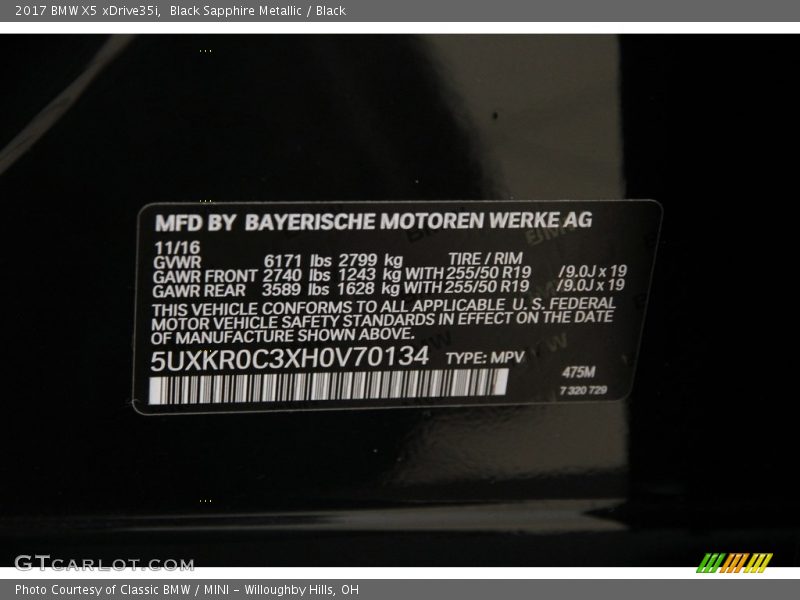 2017 BMW X5 xDrive35i, Black Sapphire Metallic / Black
MFD BY BAYERISCHE MOTOREN WERKE AG
11/16
GVWR 6171 lbs 2799 kg TIRE / RIM
GAWR FRONT 2740 lbs 1243 kg WITH 255/50 R19 /9.0J x 19
GAWR REAR 3589 lbs 1628 kg WITH 255/50 R19 /9.0J x 19
THIS VEHICLE CONFORMS TO ALL APPLICABLE U.S. FEDERAL
MOTOR VEHICLE SAFETY STANDARDS IN EFFECT ON THE DATE
OF MANUFACTURE SHOWN ABOVE.
5UXKR0C3XH0V70134 TYPE: MPV
475M
7 320 729
GTCARLOT.COM
Photo Courtesy of Classic BMW / MINI - Willoughby Hills, OH